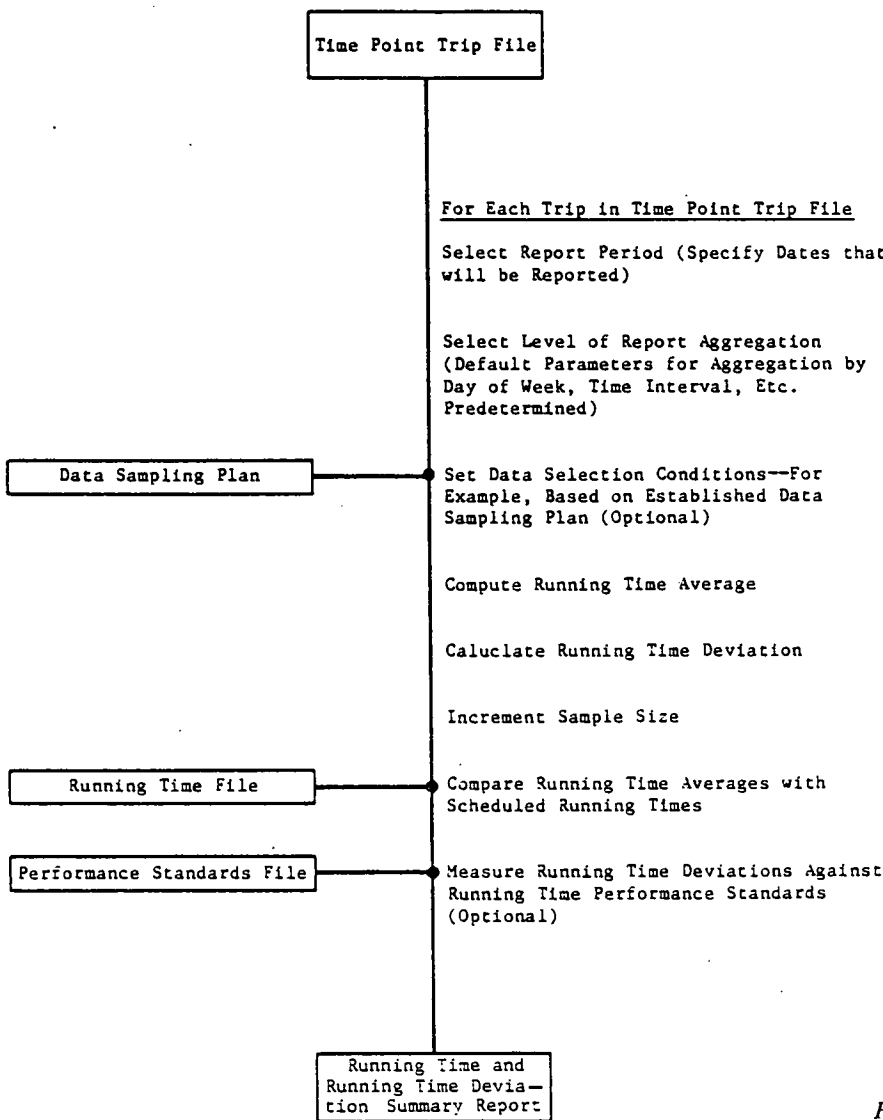 Time Point Trip File
For Each Trip in Time Point Trip File
Select Report Period (Specify Dates that
will be Reported)
Select Level of Report Aggregation
(Default Parameters for Aggregation by
Day of Week, Time Interval, Etc.
Predetermined)
Data Sampling Plan
Set Data Selection Conditions—For
Example, Based on Established Data
Sampling Plan (Optional)
Compute Running Time Average
Caluclate Running Time Deviation
Increment Sample Size
Running Time File
Compare Running Time Averages with
Scheduled Running Times
Performance Standards File
Measure Running Time Deviations Against
Running Time Performance Standards
(Optional)
Running Time and
Running Time Devia—
tion Summary Report